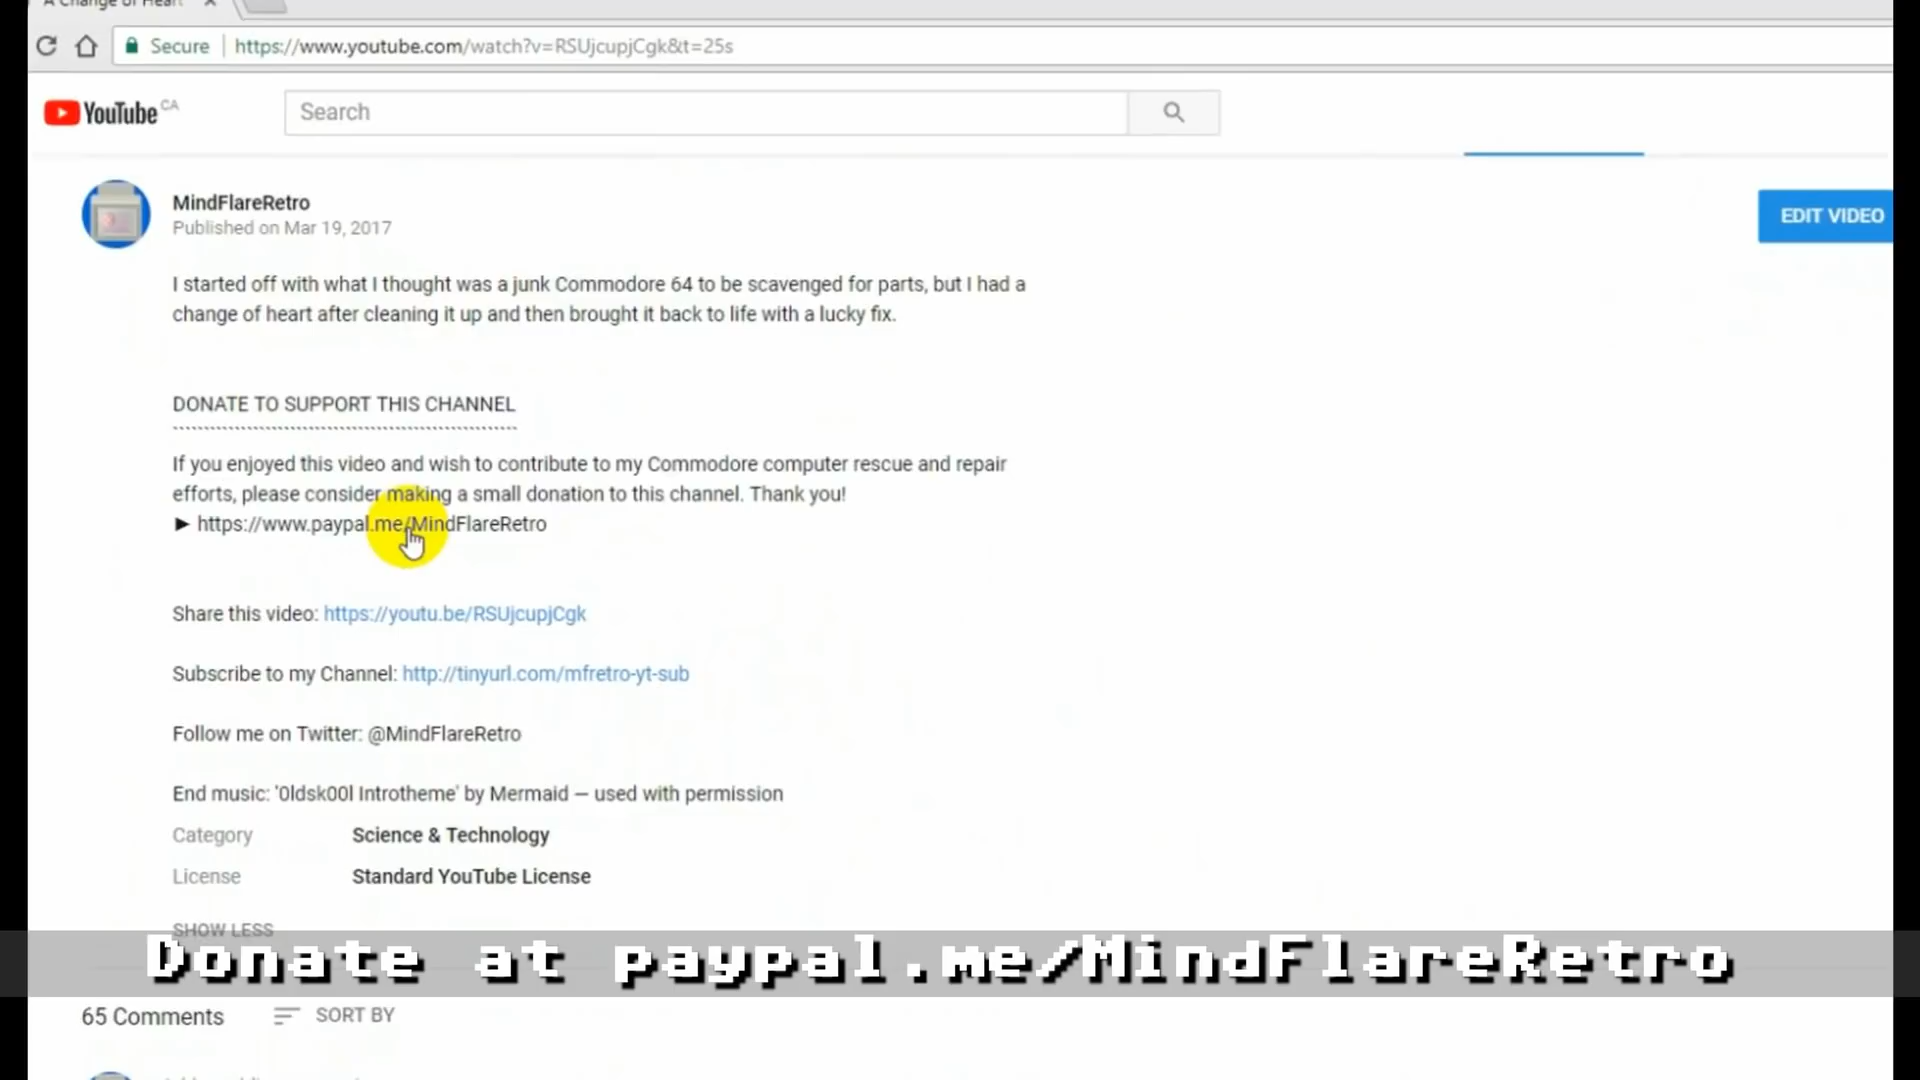 A Change of Heart
Secure https://www.youtube.com/watch?v=RSUjcupjCgk&t=25s
YouTube CA
Search
MindFlareRetro
Published on Mar 19, 2017
EDIT VIDEO
I started off with what I thought was a junk Commodore 64 to be scavenged for parts, but I had a
change of heart after cleaning it up and then brought it back to life with a lucky fix.
DONATE TO SUPPORT THIS CHANNEL
If you enjoyed this video and wish to contribute to my Commodore computer rescue and repair
efforts, please consider making a small donation to this channel. Thank you!
► https://www.paypal.me/MindFlareRetro
Share this video: https://youtu.be/RSUjcupjCgk
Subscribe to my Channel: http://tinyurl.com/mfretro-yt-sub
Follow me on Twitter: @MindFlareRetro
End music: '0ldsk00l Introtheme' by Mermaid — used with permission
Category Science & Technology
License Standard YouTube License
SHOW LESS
Donate at paypal.me/MindFlareRetro
65 Comments SORT BY